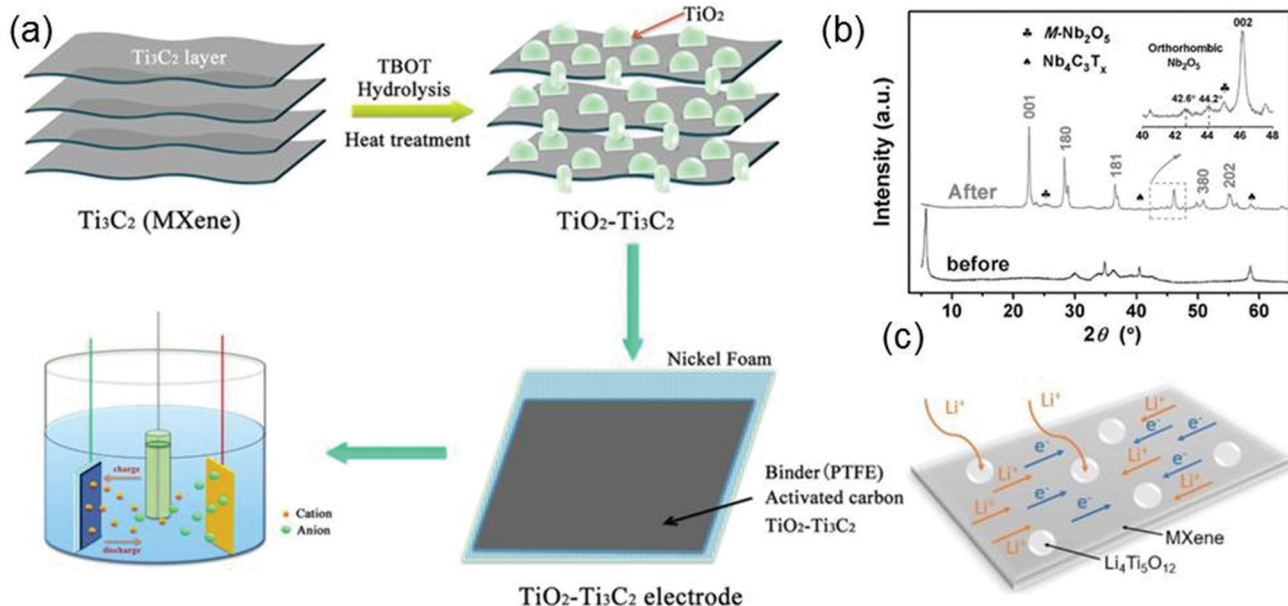 (a)
Ti₃C₂ layer
TBOT
Hydrolysis
Heat treatment
TiO₂
Ti₃C₂ (MXene)
TiO₂-Ti₃C₂
Nickel Foam
Binder (PTFE)
Activated carbon
TiO₂-Ti₃C₂
TiO₂-Ti₃C₂ electrode
charge
discharge
Cation
Anion
(b)
♣ M-Nb₂O₅
♠ Nb₄C₃Tₓ
002
Orthorhombic
Nb₂O₅
♣
42.6° 44.2°
40 42 44 46 48
Intensity (a.u.)
001
180
181
380
202
♣ ♠ ♠
After
before
10 20 30 40 50 60
2θ (°)
(c)
Li⁺ Li⁺ Li⁺
e⁻ e⁻ e⁻
Li⁺ Li⁺ e⁻
Li⁺ e⁻ e⁻ Li⁺
Li⁺ e⁻ Li⁺
MXene
Li₄Ti₅O₁₂